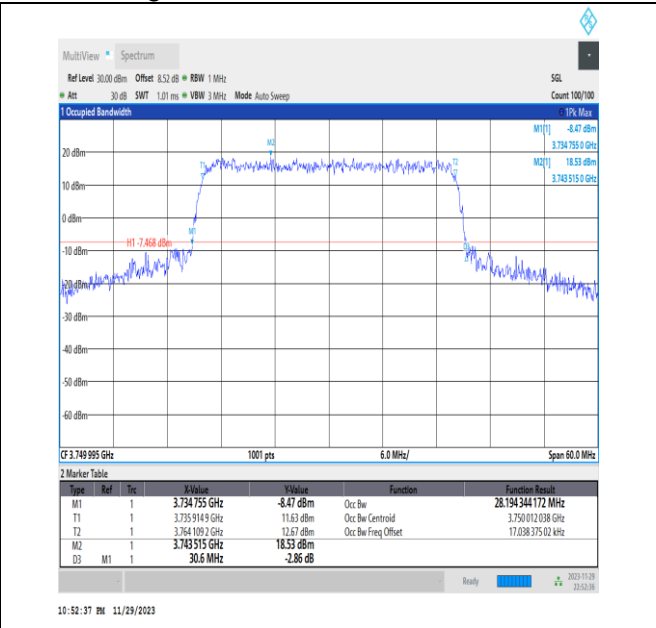 MultiView Spectrum
Ref Level 30.00 dBm Offset 8.52 dB RBW 1 MHz SGL
Att 30 dB SWT 1.01 ms VBW 3 MHz Mode Auto Sweep Count 100/100
1 Occupied Bandwidth 1Pk Max
M1[1] -8.47 dBm
3.734 755 0 GHz
M2[1] 18.53 dBm
3.743 515 0 GHz
M2
20 dBm
T1 T2
10 dBm
0 dBm
M1
H1 -7.468 dBm
D3
-10 dBm
-20 dBm
-30 dBm
-40 dBm
-50 dBm
-60 dBm
CF 3.749 995 GHz 1001 pts 6.0 MHz/ Span 60.0 MHz
2 Marker Table
Type Ref Trc X-Value Y-Value Function Function Result
M1 1 3.734 755 GHz -8.47 dBm Occ Bw 28.194 344 172 MHz
T1 1 3.735 914 9 GHz 11.63 dBm Occ Bw Centroid 3.750 012 038 GHz
T2 1 3.764 109 2 GHz 12.67 dBm Occ Bw Freq Offset 17.038 375 02 kHz
M2 1 3.743 515 GHz 18.53 dBm
D3 M1 1 30.6 MHz -2.86 dB
Ready 2023-11-29
22:52:36
10:52:37 PM 11/29/2023